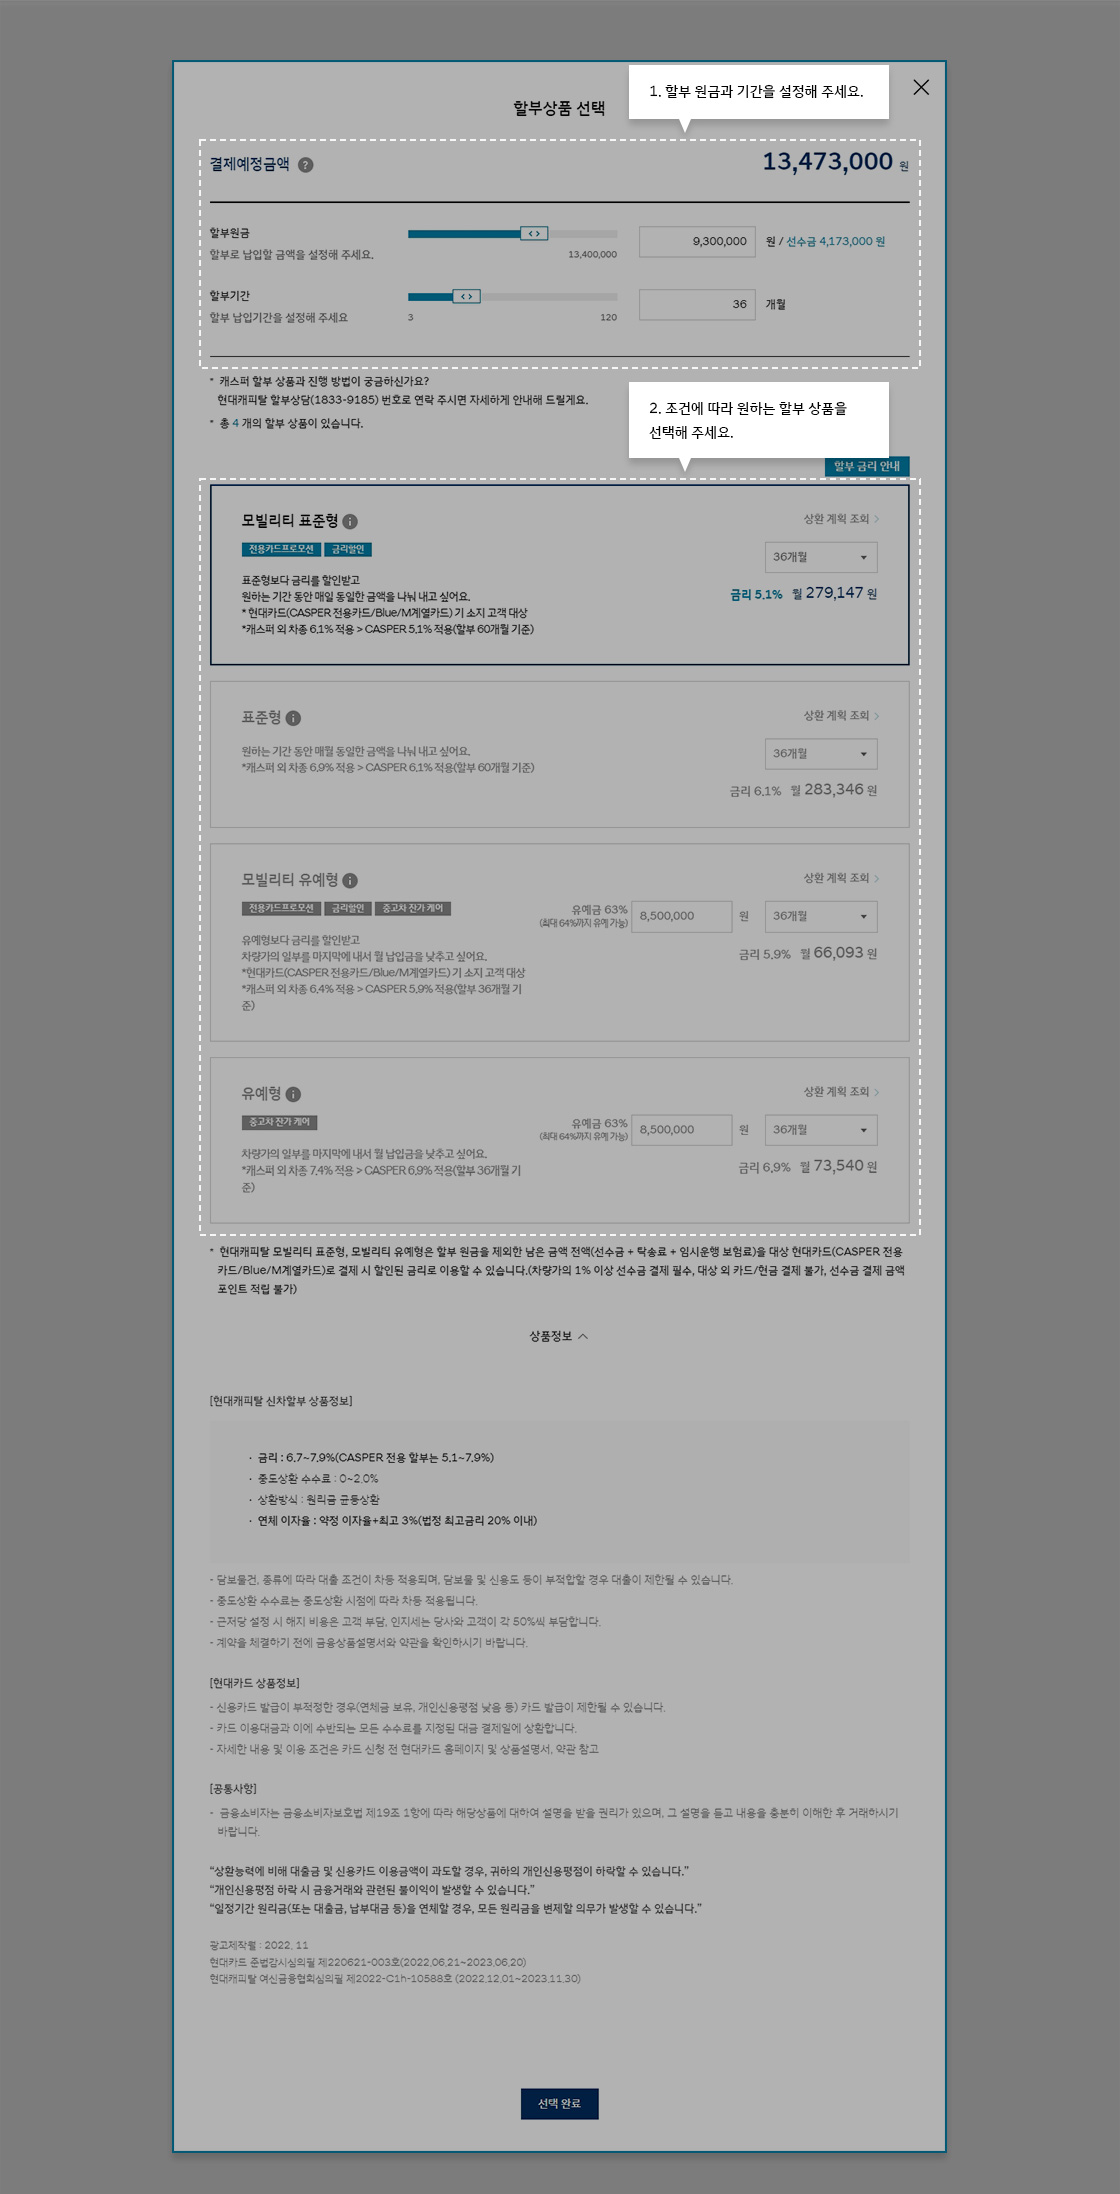 1. 할부 원금과 기간을 설정해 주세요.
할부상품 선택
결제예정금액 ?
13,473,000 원
할부원금
9,300,000 원 / 선수금 4,173,000 원
할부로 납입할 금액을 설정해 주세요.
13,400,000
할부기간
36 개월
할부 납입기간을 설정해 주세요
3 120
* 캐스퍼 할부 상품과 진행 방법이 궁금하신가요?
현대캐피탈 할부상담(1833-9185) 번호로 연락 주시면 자세하게 안내해 드릴게요.
* 총 4 개의 할부 상품이 있습니다.
2. 조건에 따라 원하는 할부 상품을
선택해 주세요.
할부 금리 안내
모빌리티 표준형
상환 계획 조회
전용카드프로모션 금리할인
36개월
표준형보다 금리를 할인받고
원하는 기간 동안 매일 동일한 금액을 나눠 내고 싶어요.
금리 5.1% 월 279,147 원
* 현대카드(CASPER 전용카드/Blue/M계열카드) 기 소지 고객 대상
*캐스퍼 외 차종 6.1% 적용 > CASPER 5.1% 적용(할부 60개월 기준)
표준형
상환 계획 조회
36개월
원하는 기간 동안 매월 동일한 금액을 나눠 내고 싶어요.
*캐스퍼 외 차종 6.9% 적용 > CASPER 6.1% 적용(할부 60개월 기준)
금리 6.1% 월 283,346 원
모빌리티 유예형
상환 계획 조회
전용카드프로모션 금리할인 중고차 잔가 케어
유예금 63%
(최대 64%까지 유예 가능)
8,500,000 원
36개월
유예형보다 금리를 할인받고
차량가의 일부를 마지막에 내서 월 납입금을 낮추고 싶어요.
금리 5.9% 월 66,093 원
*현대카드(CASPER 전용카드/Blue/M계열카드) 기 소지 고객 대상
*캐스퍼 외 차종 6.4% 적용 > CASPER 5.9% 적용(할부 36개월 기
준)
유예형
상환 계획 조회
중고차 잔가 케어
유예금 63%
(최대 64%까지 유예 가능)
8,500,000 원
36개월
차량가의 일부를 마지막에 내서 월 납입금을 낮추고 싶어요.
*캐스퍼 외 차종 7.4% 적용 > CASPER 6.9% 적용(할부 36개월 기
준)
금리 6.9% 월 73,540 원
* 현대캐피탈 모빌리티 표준형, 모빌리티 유예형은 할부 원금을 제외한 남은 금액 전액(선수금 + 탁송료 + 임시운행 보험료)을 대상 현대카드(CASPER 전용
카드/Blue/M계열카드)로 결제 시 할인된 금리로 이용할 수 있습니다.(차량가의 1% 이상 선수금 결제 필수, 대상 외 카드/현금 결제 불가, 선수금 결제 금액
포인트 적립 불가)
상품정보
[현대캐피탈 신차할부 상품정보]
· 금리 : 6.7~7.9%(CASPER 전용 할부는 5.1~7.9%)
· 중도상환 수수료 : 0~2.0%
· 상환방식 : 원리금 균등상환
· 연체 이자율 : 약정 이자율+최고 3%(법정 최고금리 20% 이내)
- 담보물건, 종류에 따라 대출 조건이 차등 적용되며, 담보물 및 신용도 등이 부적합할 경우 대출이 제한될 수 있습니다.
- 중도상환 수수료는 중도상환 시점에 따라 차등 적용됩니다.
- 근저당 설정 시 해지 비용은 고객 부담, 인지세는 당사와 고객이 각 50%씩 부담합니다.
- 계약을 체결하기 전에 금융상품설명서와 약관을 확인하시기 바랍니다.
[현대카드 상품정보]
- 신용카드 발급이 부적정한 경우(연체금 보유, 개인신용평점 낮음 등) 카드 발급이 제한될 수 있습니다.
- 카드 이용대금과 이에 수반되는 모든 수수료를 지정된 대금 결제일에 상환합니다.
- 자세한 내용 및 이용 조건은 카드 신청 전 현대카드 홈페이지 및 상품설명서, 약관 참고
[공통사항]
- 금융소비자는 금융소비자보호법 제19조 1항에 따라 해당상품에 대하여 설명을 받을 권리가 있으며, 그 설명을 듣고 내용을 충분히 이해한 후 거래하시기
바랍니다.
“상환능력에 비해 대출금 및 신용카드 이용금액이 과도할 경우, 귀하의 개인신용평점이 하락할 수 있습니다.”
“개인신용평점 하락 시 금융거래와 관련된 불이익이 발생할 수 있습니다.”
“일정기간 원리금(또는 대출금, 납부대금 등)을 연체할 경우, 모든 원리금을 변제할 의무가 발생할 수 있습니다.”
광고제작월 : 2022. 11
현대카드 준법감시심의필 제220621-003호(2022.06.21~2023.06.20)
현대캐피탈 여신금융협회심의필 제2022-C1h-10588호 (2022.12.01~2023.11.30)
선택 완료